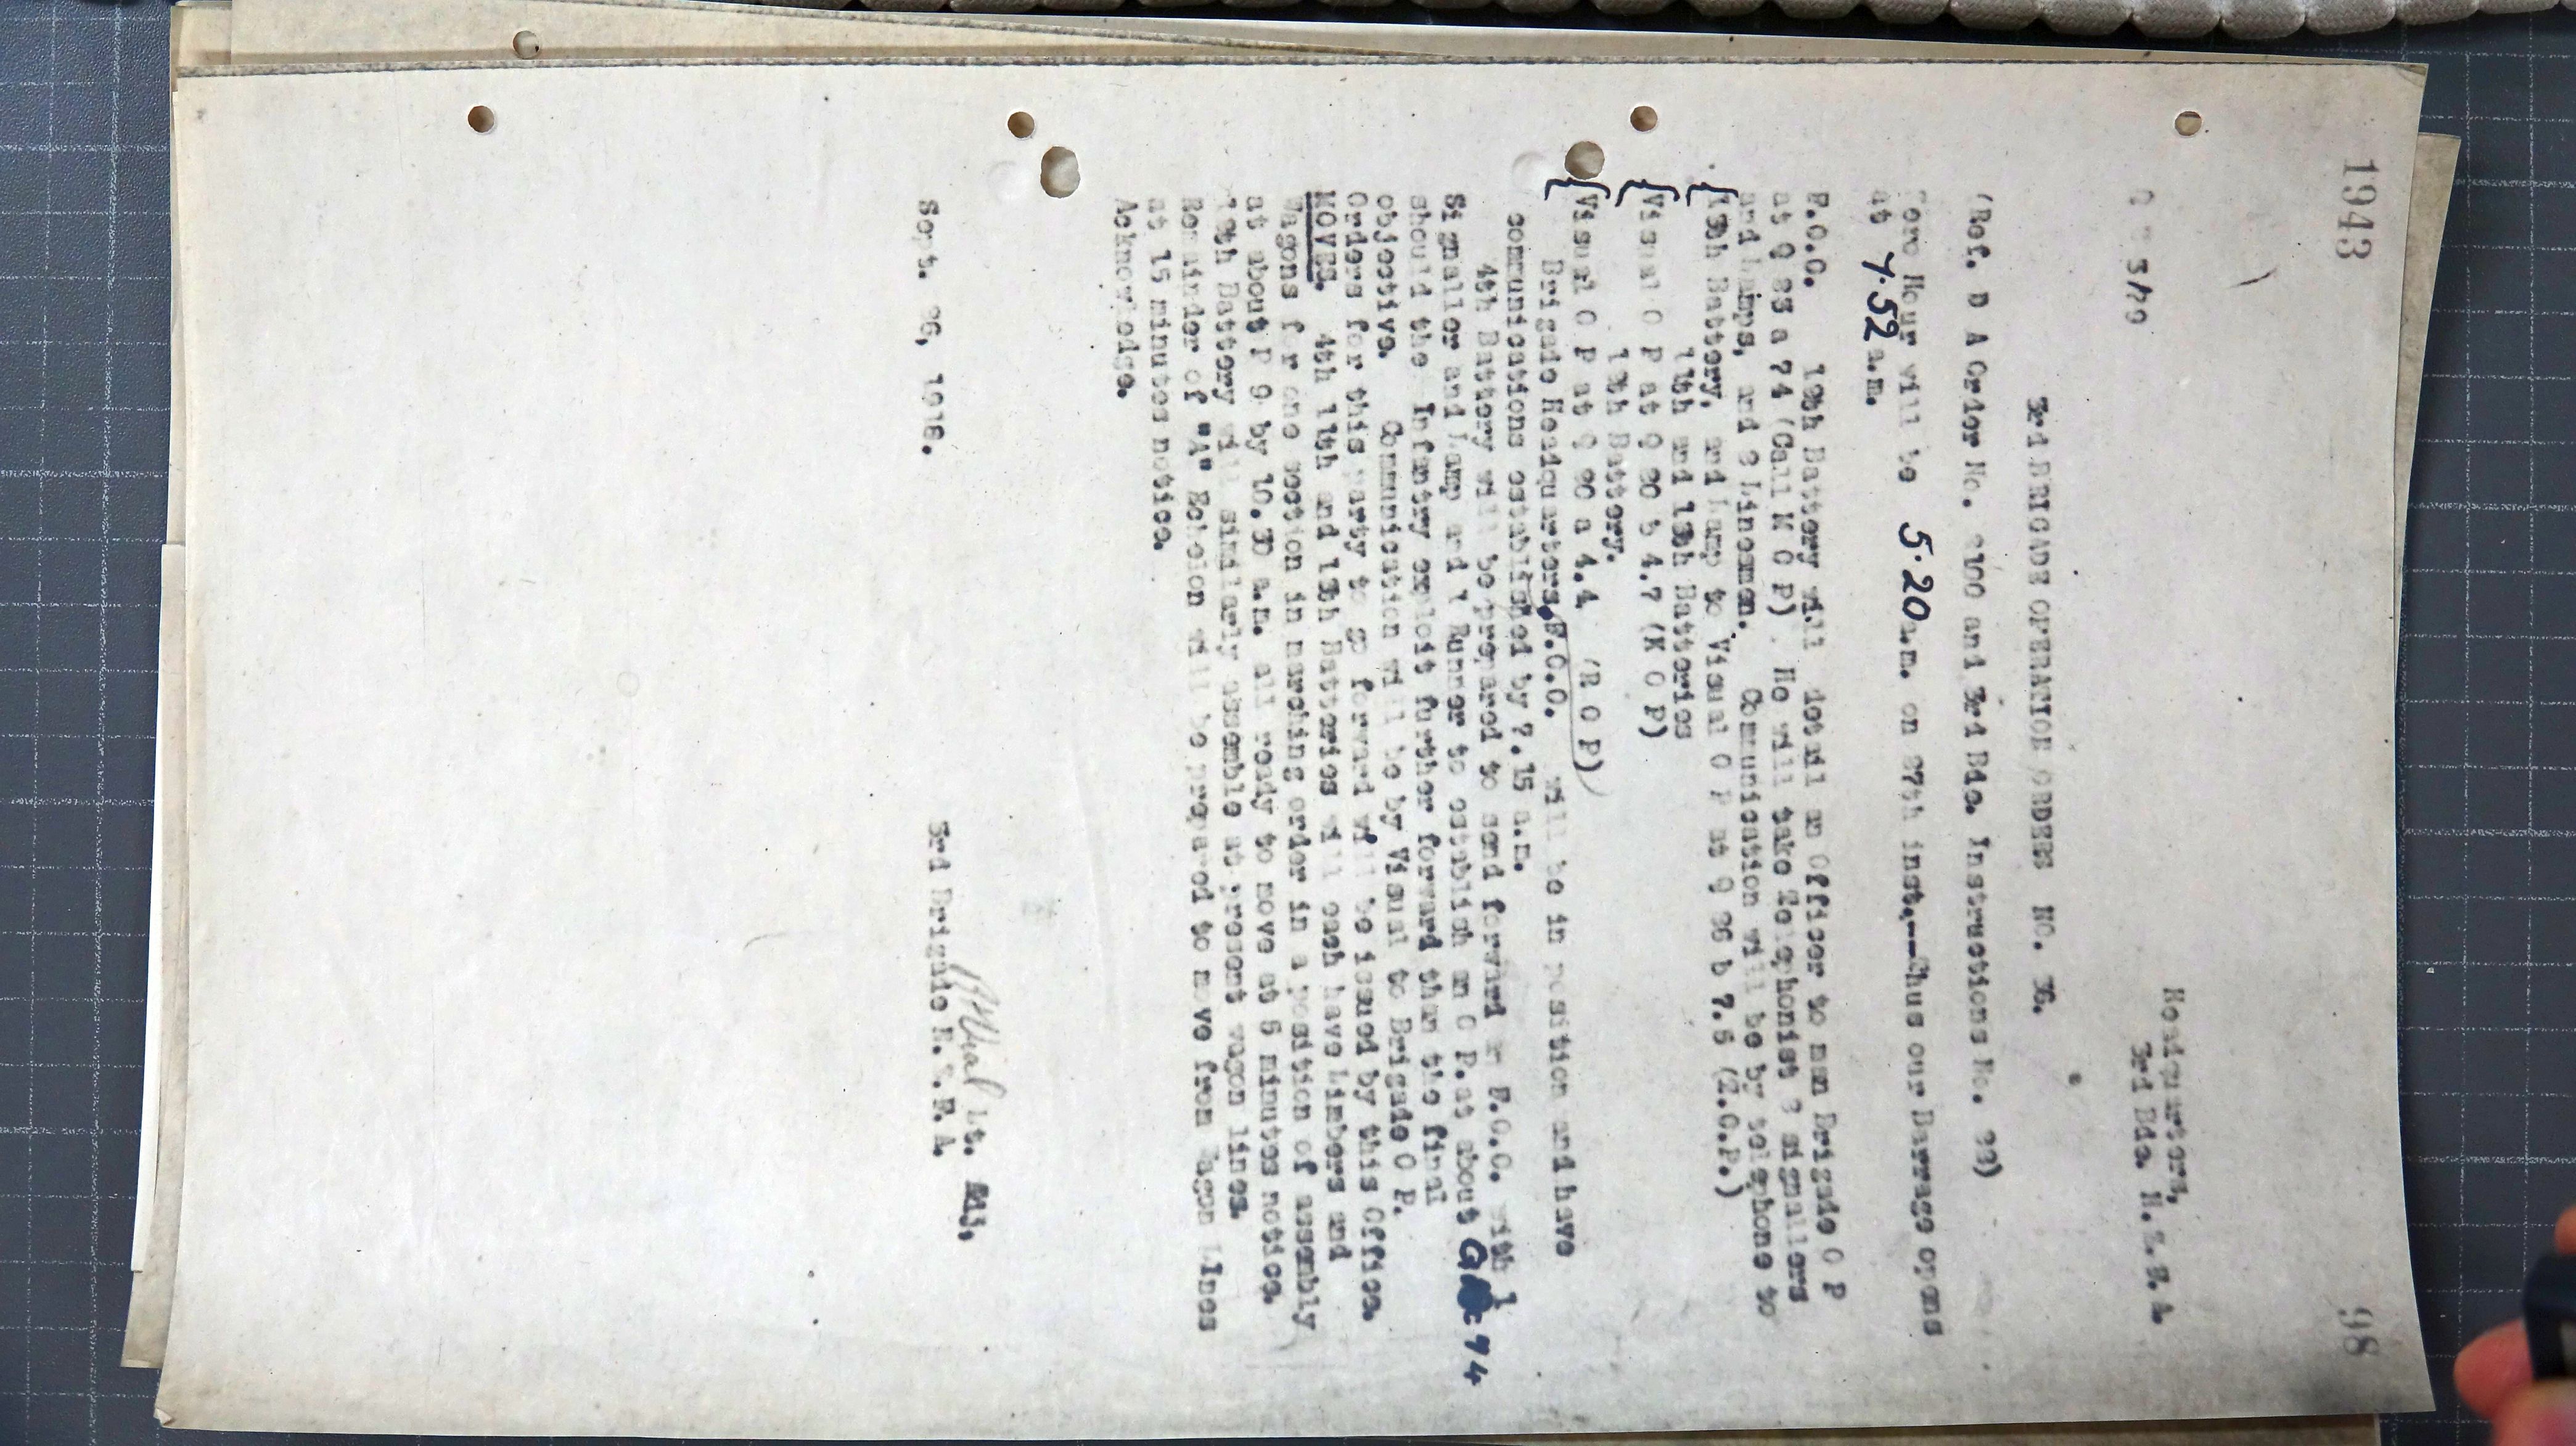 1943
98
Headquarters,
3/79 3rd Bde. N.Z.F.A.
3rd BRIGADE OPERATION ORDERS NO. 36.
(Ref. D A Order No. 100 and 3rd Bde. Instructions No. 23)
Zero Hour will be 5.20 a.m. on 27th inst.,--Thus our Barrage opens
at 7.52 a.m.
F.O.O. 12th Battery will detail an Officer to man Brigade O P
at Q 23 a 74 (Call M O P) . He will take Telephonist 2 signallers
and Lamps, and 2 Linesmen. Communication will be by telephone to
13th Battery, and Lamp to Visual O P at Q 26 b 7.5 (Z.O.P.)
11th and 13th Batteries
Visual O P at Q 20 b 4.7 (K O P)
12th Battery.
Visual O P at Q 20 a 4.4 (R O P)
Brigade Headquarters, F.O.O. will be in position and have
communications established by 7.15 a.m.
4th Battery will be prepared to send forward an F.O.O. with 1
Signaller and Lamp and 1 Runner to establish an O P. at about Q 94
should the Infantry exploit further forward than the final
objective. Communication will be by Visual to Brigade O P.
Orders for this party to go forward will be issued by this Office.
MOVES. 4th 11th and 13th Batteries will each have Limbers and
Wagons for one section in marching order in a position of assembly
at about P 9 by 10.30 a.m. all ready to move at 5 minutes notice.
12th Battery will similarly assemble at present wagon lines.
Remainder of "A" Echelon will be prepared to move from Wagon Lines
at 15 minutes notice.
Acknowledge.
Lt. Adj,
Sept. 26, 1918. 3rd Brigade N.Z.F.A.